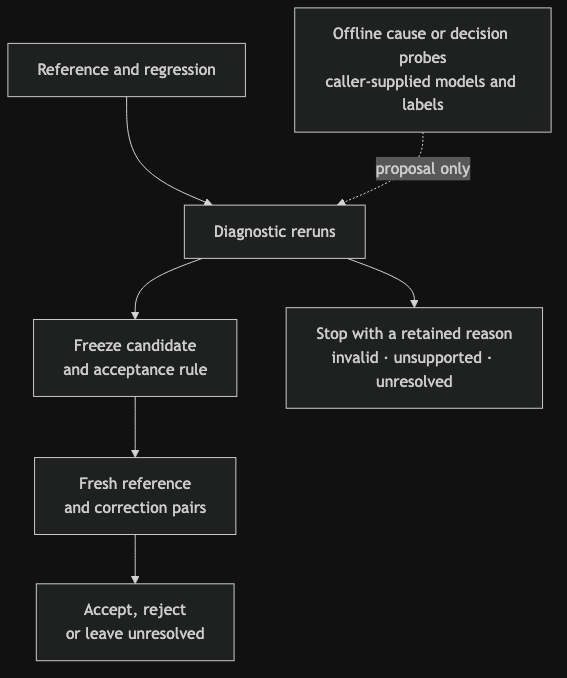 Reference and regression
Offline cause or decision
probes
caller-supplied models and
labels
proposal only
Diagnostic reruns
Freeze candidate
and acceptance rule
Stop with a retained reason
invalid · unsupported ·
unresolved
Fresh reference
and correction pairs
Accept, reject
or leave unresolved